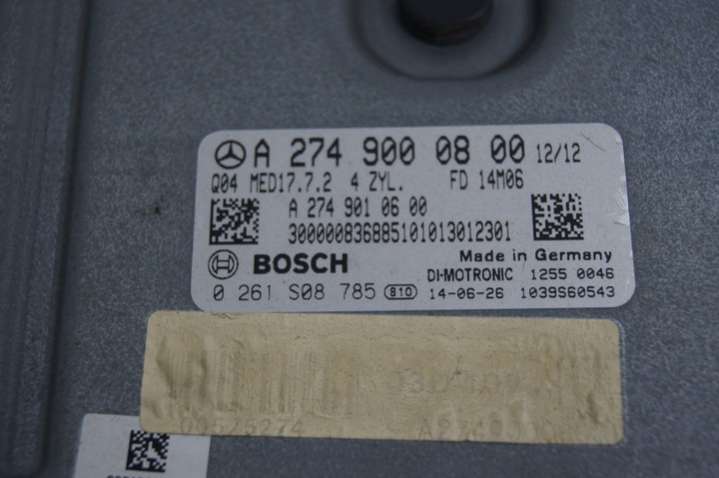 A 274 900 08 00 12/12
Q04 MED17.7.2 4 ZYL. FD 14M06
A 274 901 06 00
300000836885101013012301
BOSCH Made in Germany
DI-MOTRONIC 1255 0046
0 261 S08 785 810 14-06-26 1039S60543